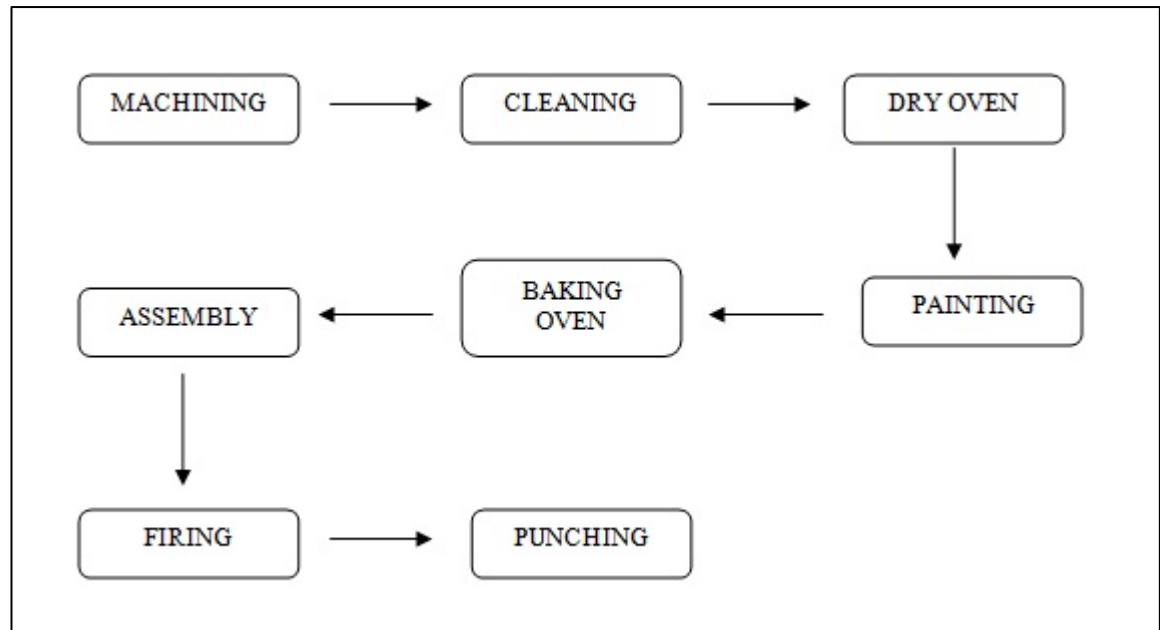 MACHINING
CLEANING
DRY OVEN
PAINTING
BAKING
OVEN
ASSEMBLY
FIRING
PUNCHING